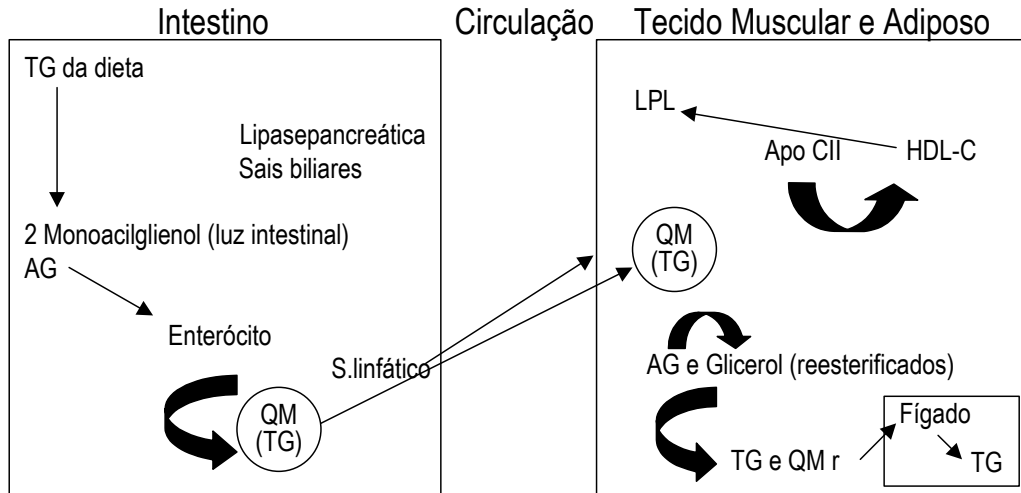 Intestino
Circulação
Tecido Muscular e Adiposo
TG da dieta
Lipasepancreática
Sais biliares
2 Monoacilglienol (luz intestinal)
AG
Enterócito
QM
(TG)
S.linfático
LPL
Apo CII
HDL-C
QM
(TG)
AG e Glicerol (reesterificados)
TG e QM r
Fígado
TG